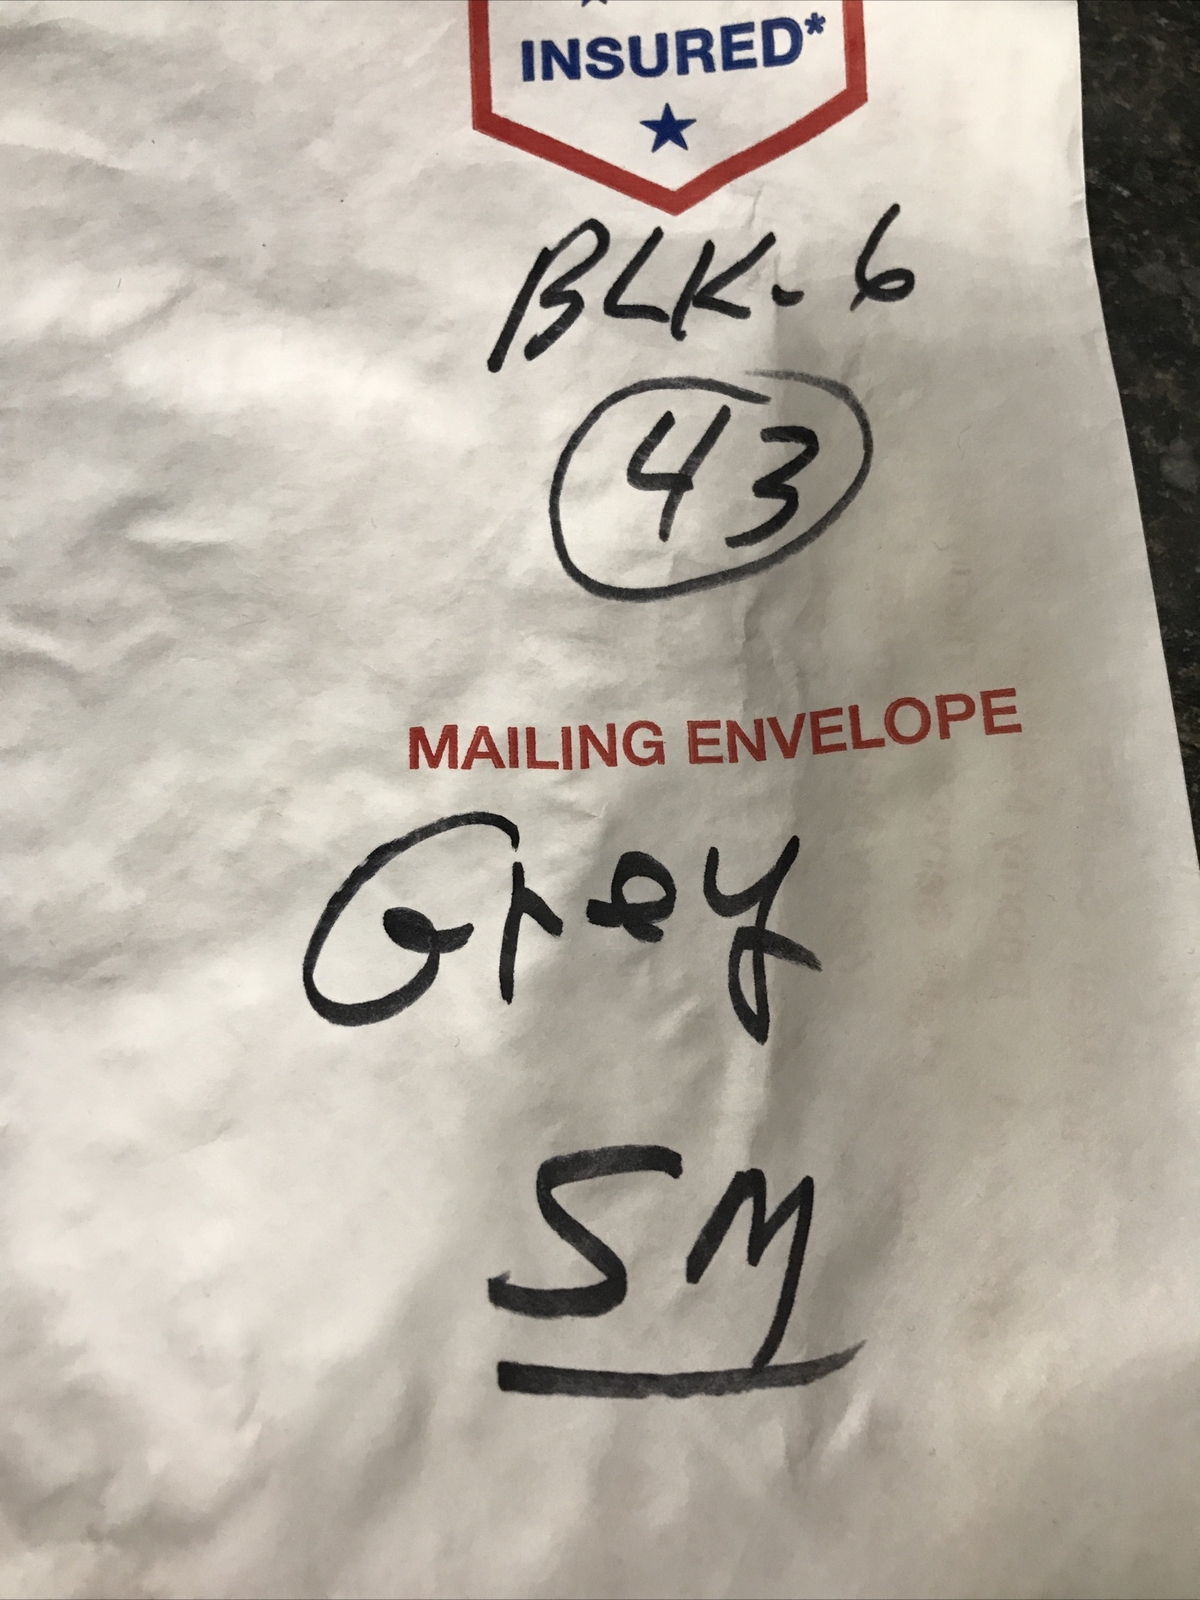 INSURED*
BLK-6
43
MAILING ENVELOPE
Grey
SM